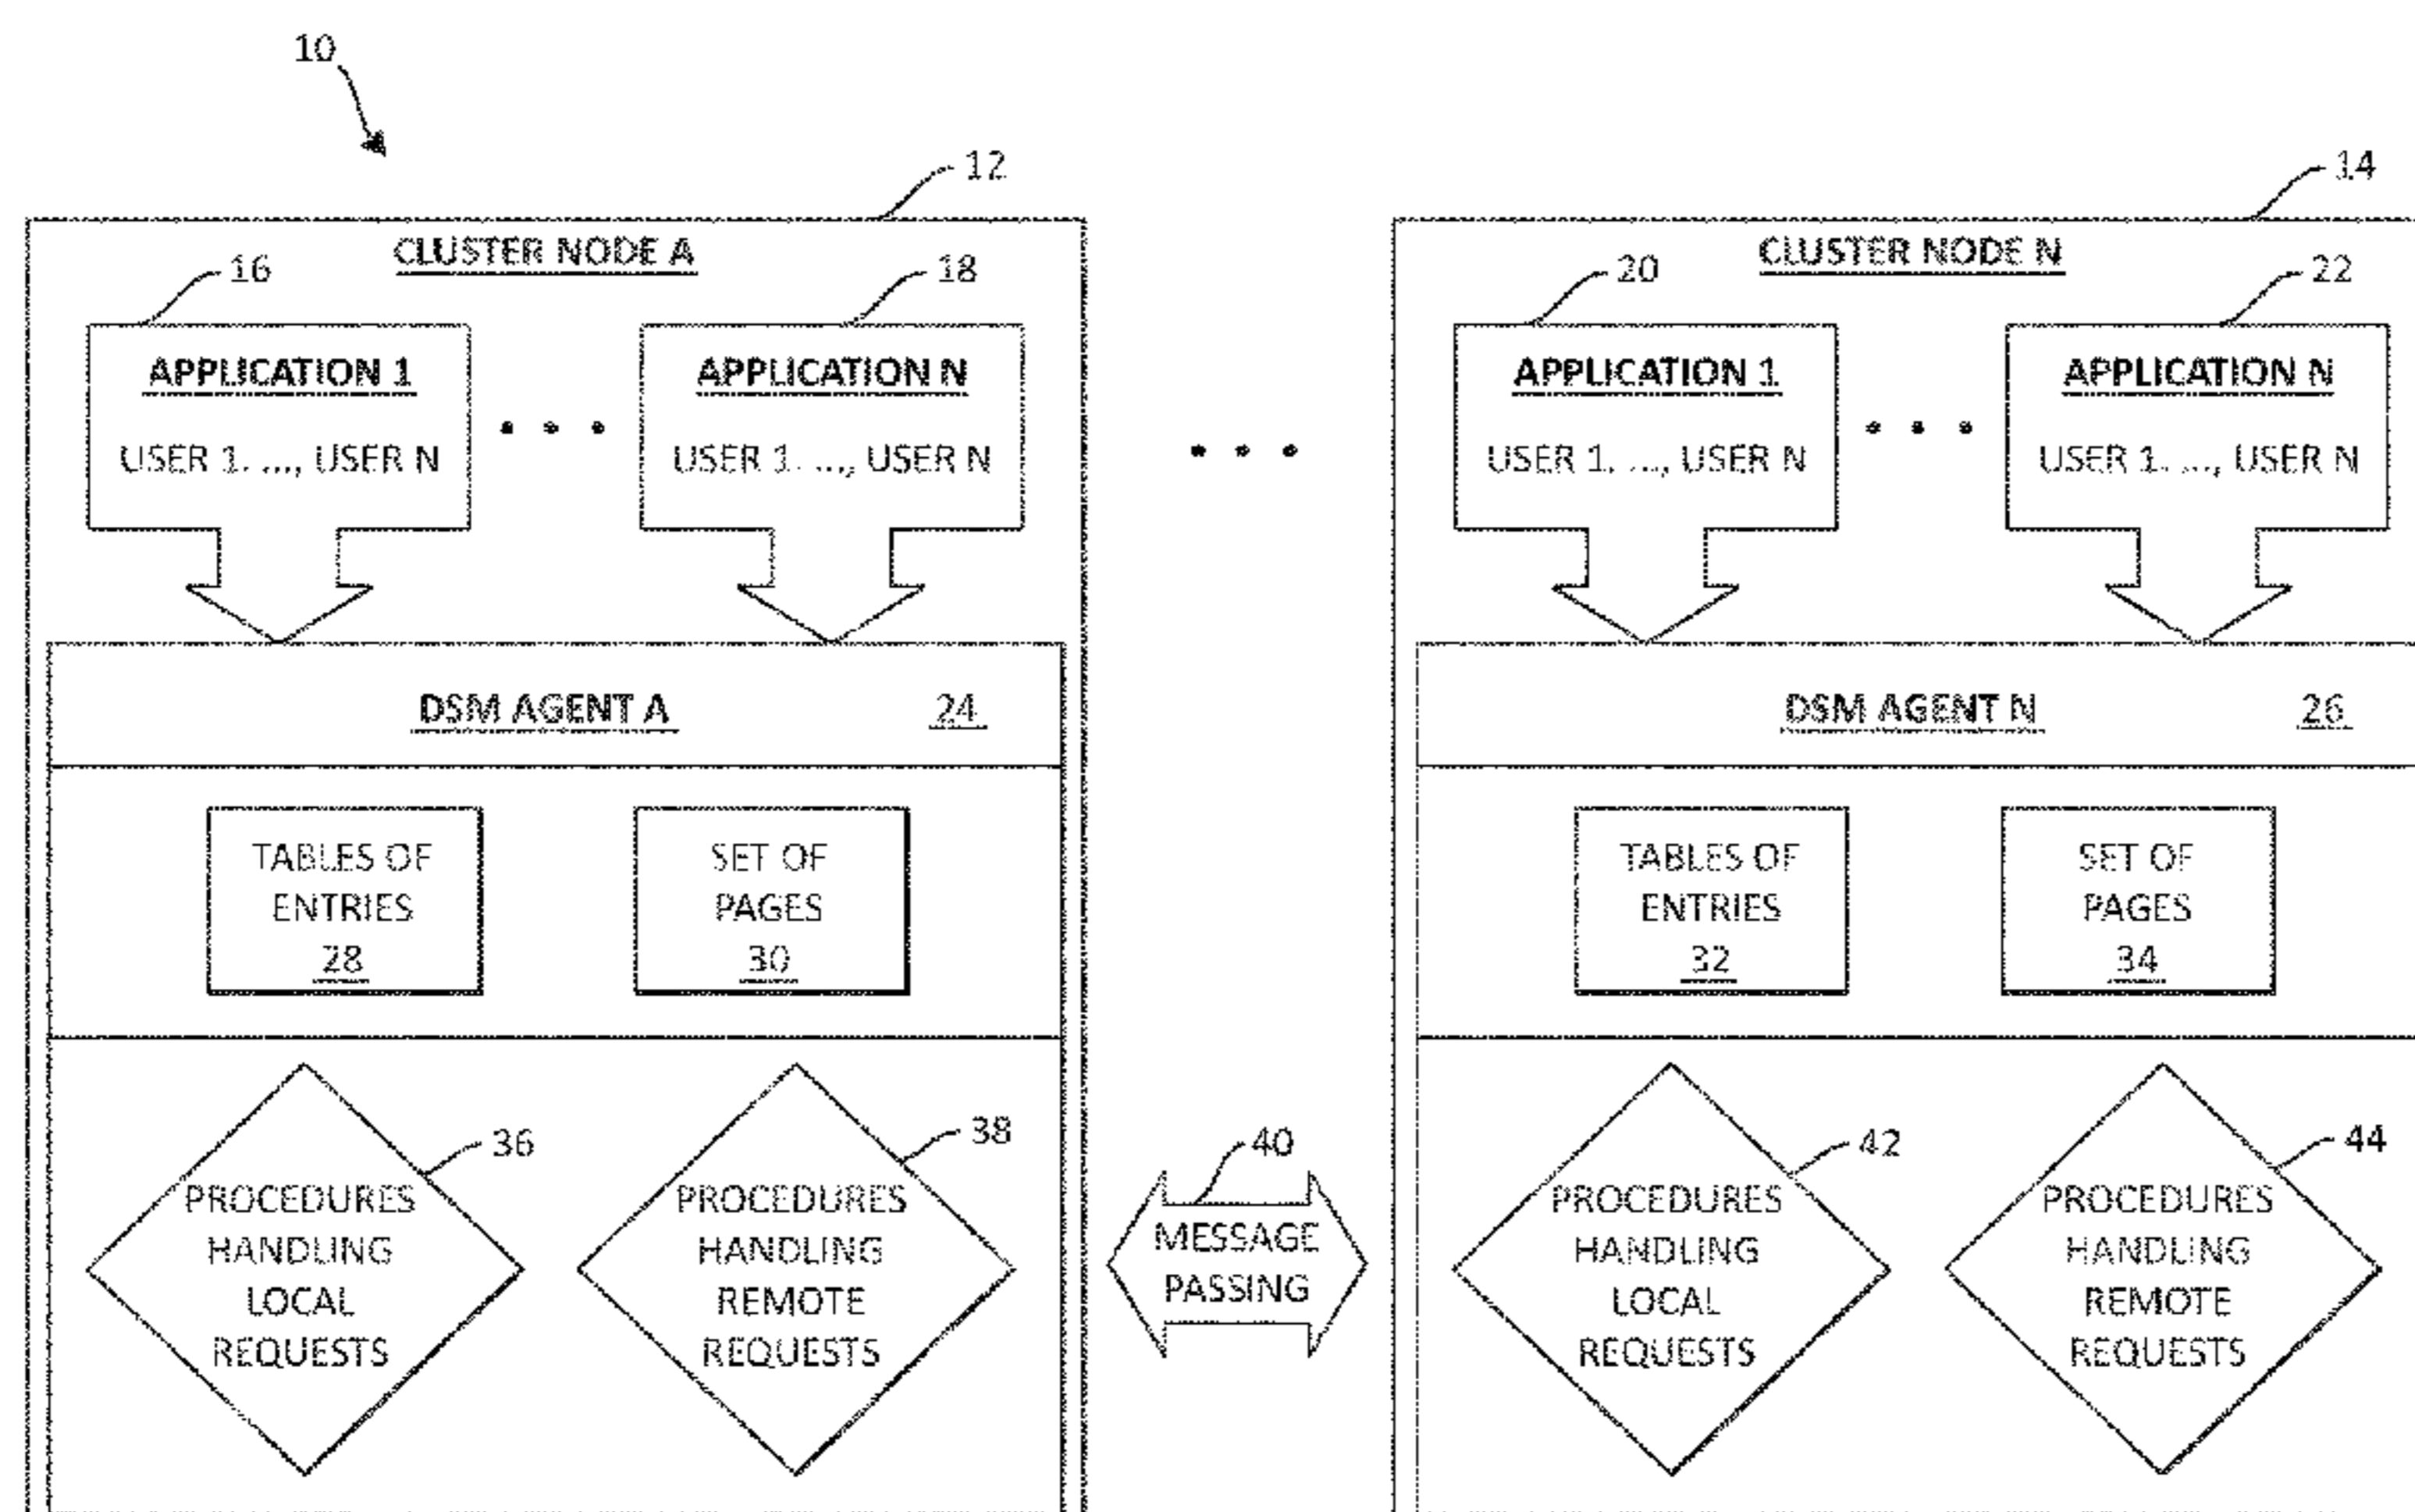 10
12
14
CLUSTER NODE A
CLUSTER NODE N
16
18
20
22
APPLICATION 1
USER 1. ..., USER N
APPLICATION N
USER 1. ..., USER N
APPLICATION 1
USER 1. ..., USER N
APPLICATION N
USER 1. ..., USER N
DSM AGENT A
24
DSM AGENT N
26
TABLES OF
ENTRIES
28
SET OF
PAGES
30
TABLES OF
ENTRIES
32
SET OF
PAGES
34
36
PROCEDURES
HANDLING
LOCAL
REQUESTS
38
PROCEDURES
HANDLING
REMOTE
REQUESTS
40
MESSAGE
PASSING
42
PROCEDURES
HANDLING
LOCAL
REQUESTS
44
PROCEDURES
HANDLING
REMOTE
REQUESTS